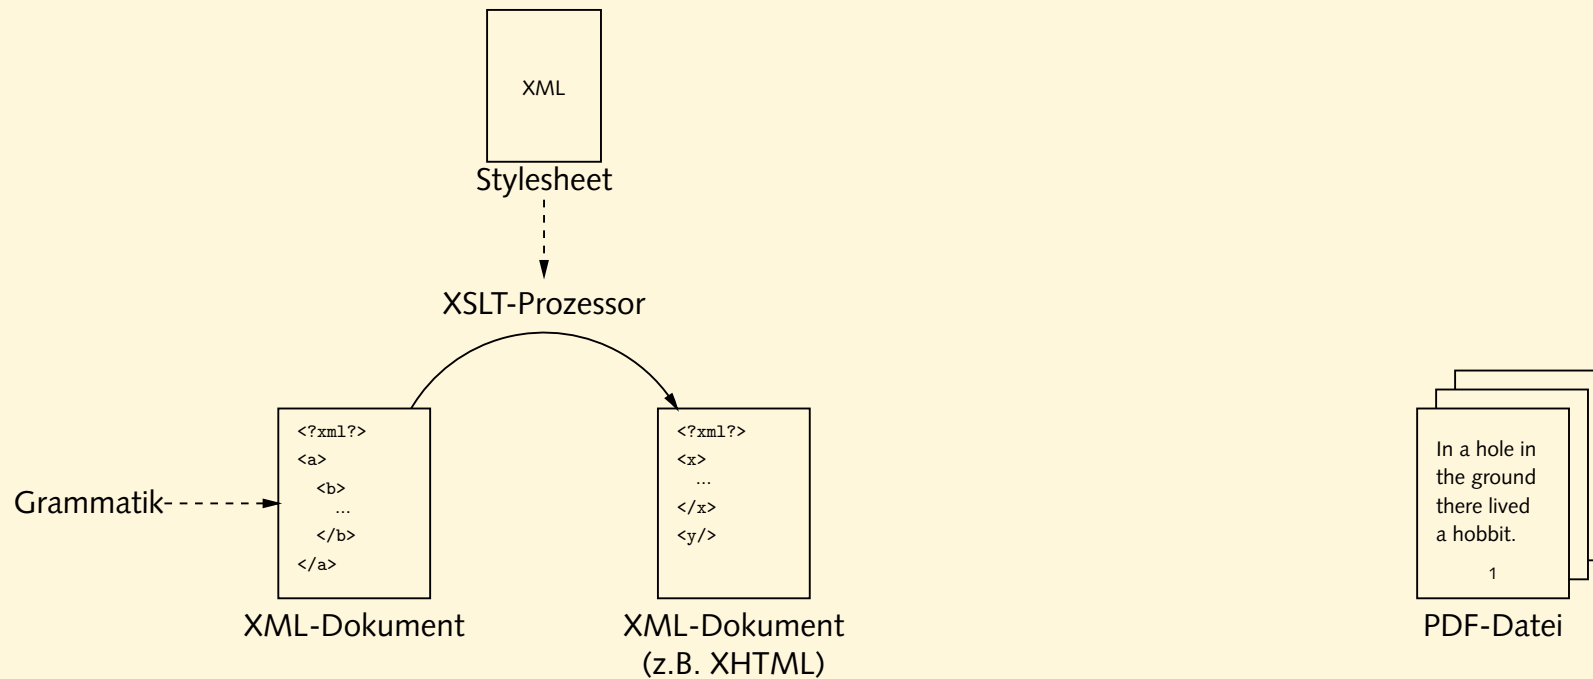 XML
Stylesheet
XSLT-Prozessor
Grammatik
<?xml?>
<a>
<b>
...
</b>
</a>
XML-Dokument
<?xml?>
<x>
...
</x>
<y/>
XML-Dokument
(z.B. XHTML)
In a hole in
the ground
there lived
a hobbit.
1
PDF-Datei